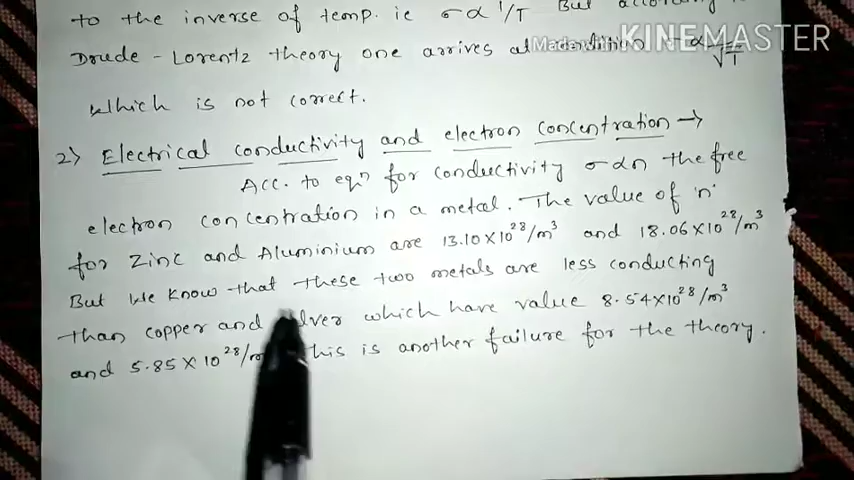 to the inverse of temp. ie σ α 1/T But according
Drude - Lorentz theory one arrives at condition σ α 1/√T
Made with KINEMASTER
which is not correct.
2) Electrical conductivity and electron concentration →
Acc. to eqn for conductivity σ α n the free
electron concentration in a metal. The value of 'n'
for Zinc and Aluminium are 13.10×10²⁸/m³ and 18.06×10²⁸/m³
But we know that these two metals are less conducting
than copper and silver which have value 8.54×10²⁸/m³
and 5.85×10²⁸/m³ This is another failure for the theory.